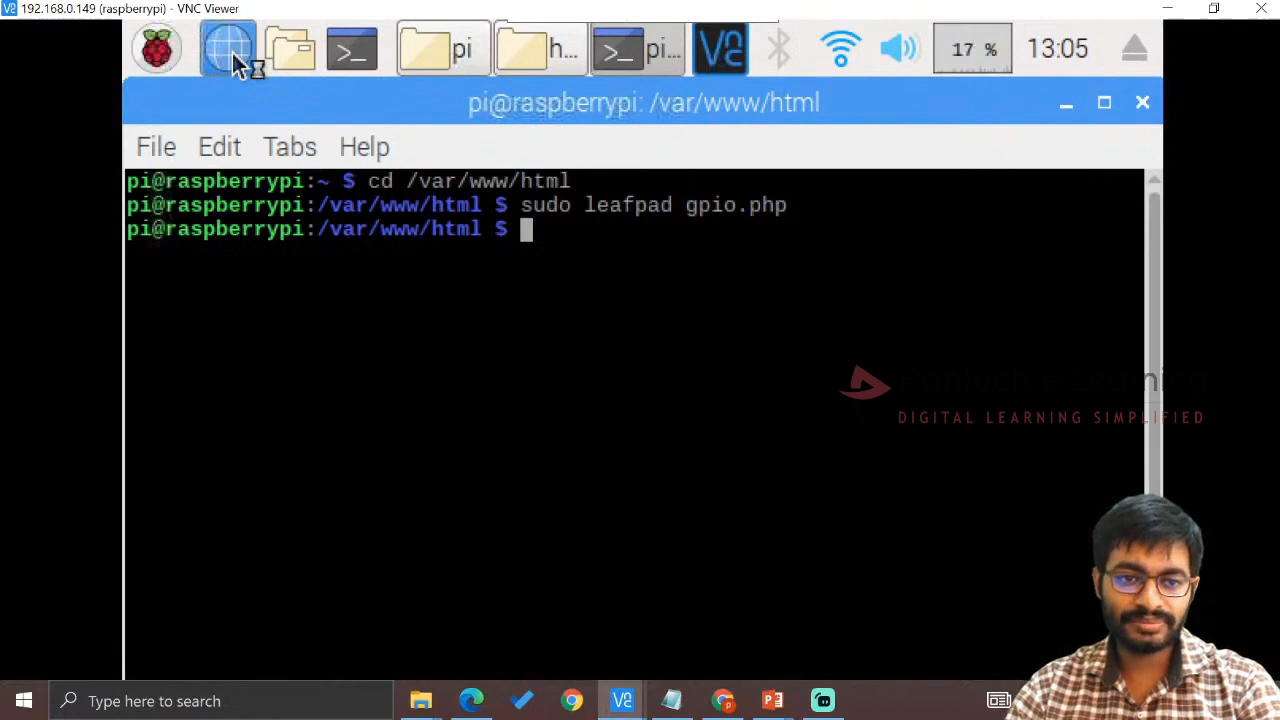 192.168.0.149 (raspberrypi) - VNC Viewer
pi
h...
pi...
17 %
13:05
pi@raspberrypi: /var/www/html
File Edit Tabs Help
pi@raspberrypi:~ $ cd /var/www/html
pi@raspberrypi:/var/www/html $ sudo leafpad gpio.php
pi@raspberrypi:/var/www/html $
e-Learning
DIGITAL LEARNING SIMPLIFIED
Type here to search